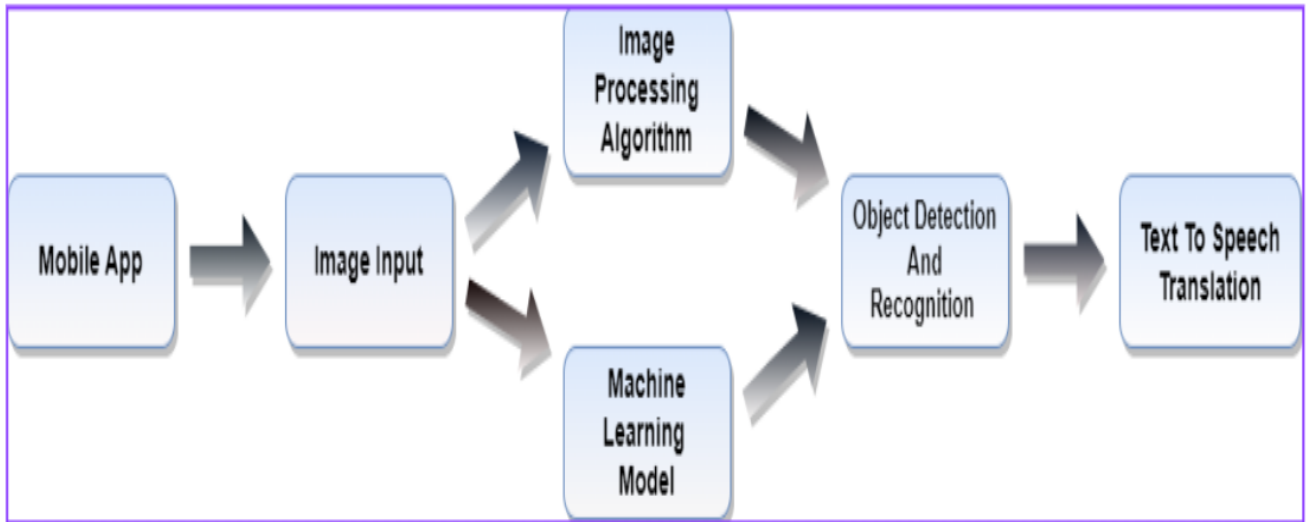 Mobile App
Image Input
Image
Processing
Algorithm
Machine
Learning
Model
Object Detection
And
Recognition
Text To Speech
Translation